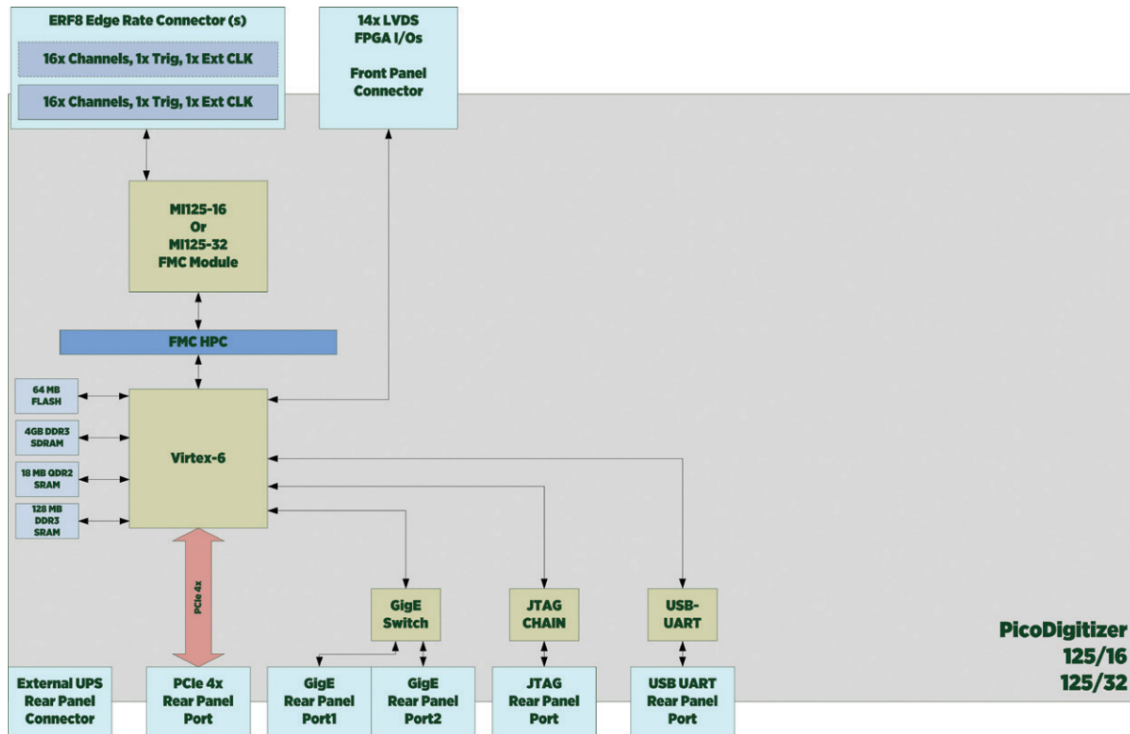 ERF8 Edge Rate Connector (s)
16x Channels, 1x Trig, 1x Ext CLK
16x Channels, 1x Trig, 1x Ext CLK
14x LVDS
FPGA I/Os
Front Panel
Connector
MI125-16
Or
MI125-32
FMC Module
FMC HPC
64 MB
FLASH
4GB DDR3
SDRAM
18 MB QDR2
SRAM
128 MB
DDR3
SRAM
Virtex-6
PCIe 4x
GigE
Switch
JTAG
CHAIN
USB-
UART
External UPS
Rear Panel
Connector
PCIe 4x
Rear Panel
Port
GigE
Rear Panel
Port1
GigE
Rear Panel
Port2
JTAG
Rear Panel
Port
USB UART
Rear Panel
Port
PicoDigitizer
125/16
125/32